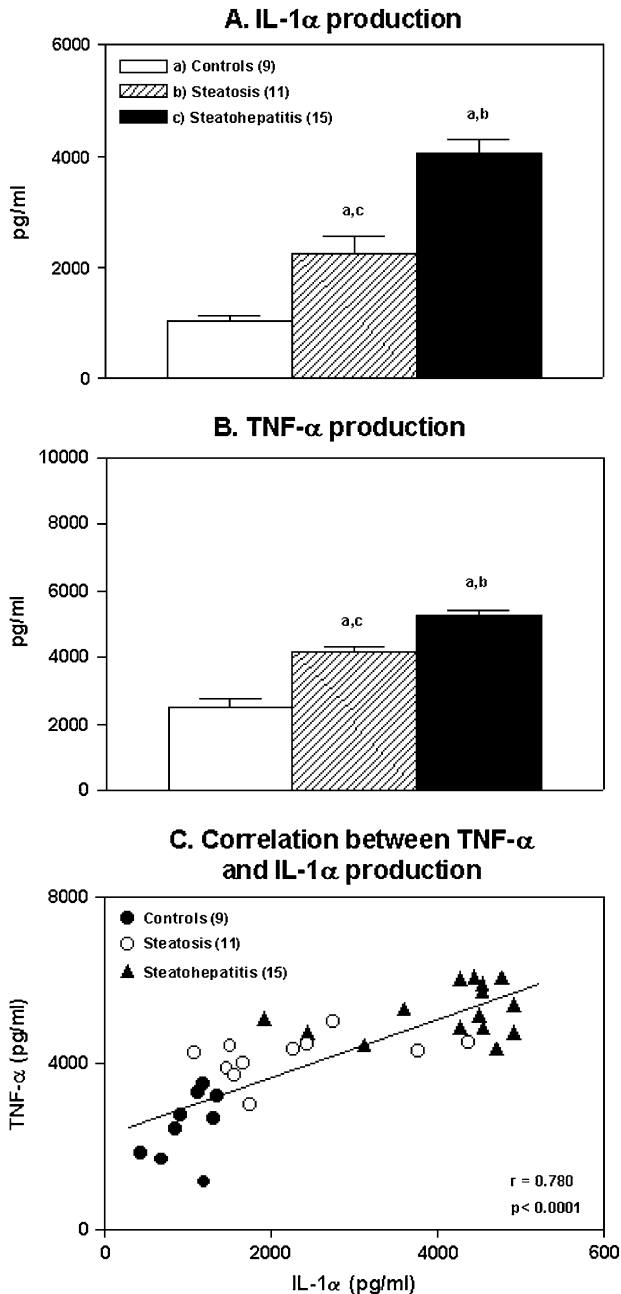 A. IL-1α production
6000
a) Controls (9)
b) Steatosis (11)
c) Steatohepatitis (15)
a,b
4000
pg/ml
a,c
2000
0
B. TNF-α production
10000
8000
6000
a,b
pg/ml
a,c
4000
2000
0
C. Correlation between TNF-α
and IL-1α production
8000
Controls (9)
Steatosis (11)
Steatohepatitis (15)
TNF-α (pg/ml)
4000
r = 0.780
p< 0.0001
0
0 2000 4000 600
IL-1α (pg/ml)